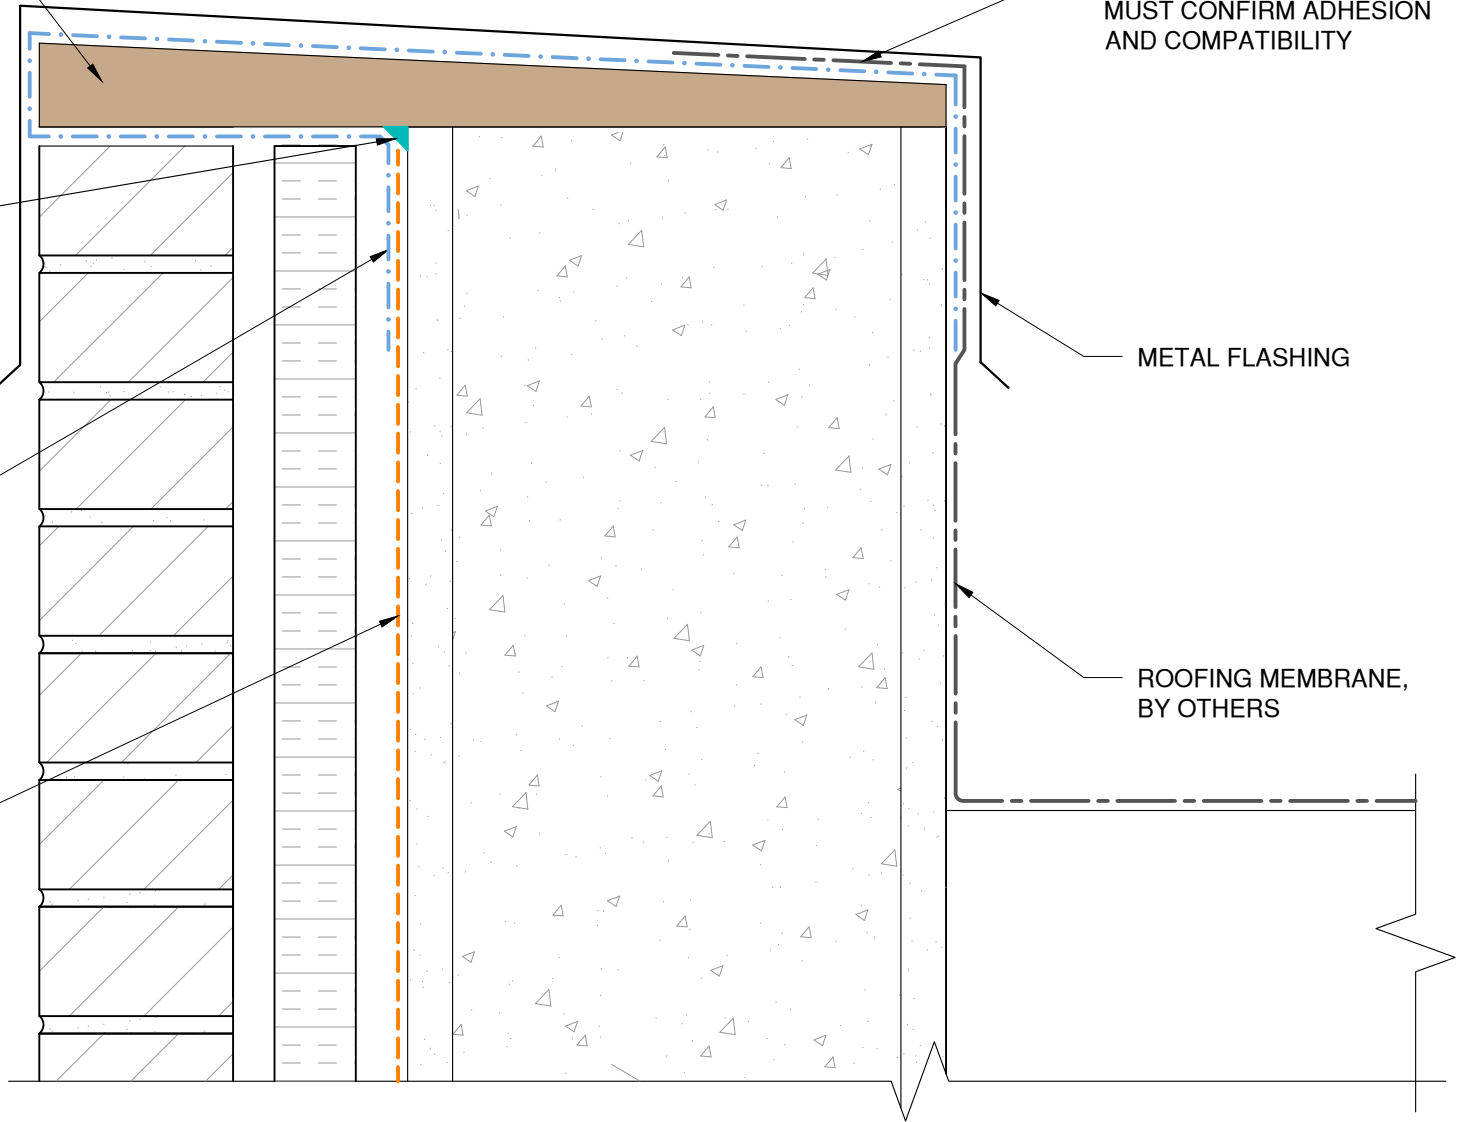 MUST CONFIRM ADHESION
AND COMPATIBILITY
METAL FLASHING
ROOFING MEMBRANE,
BY OTHERS